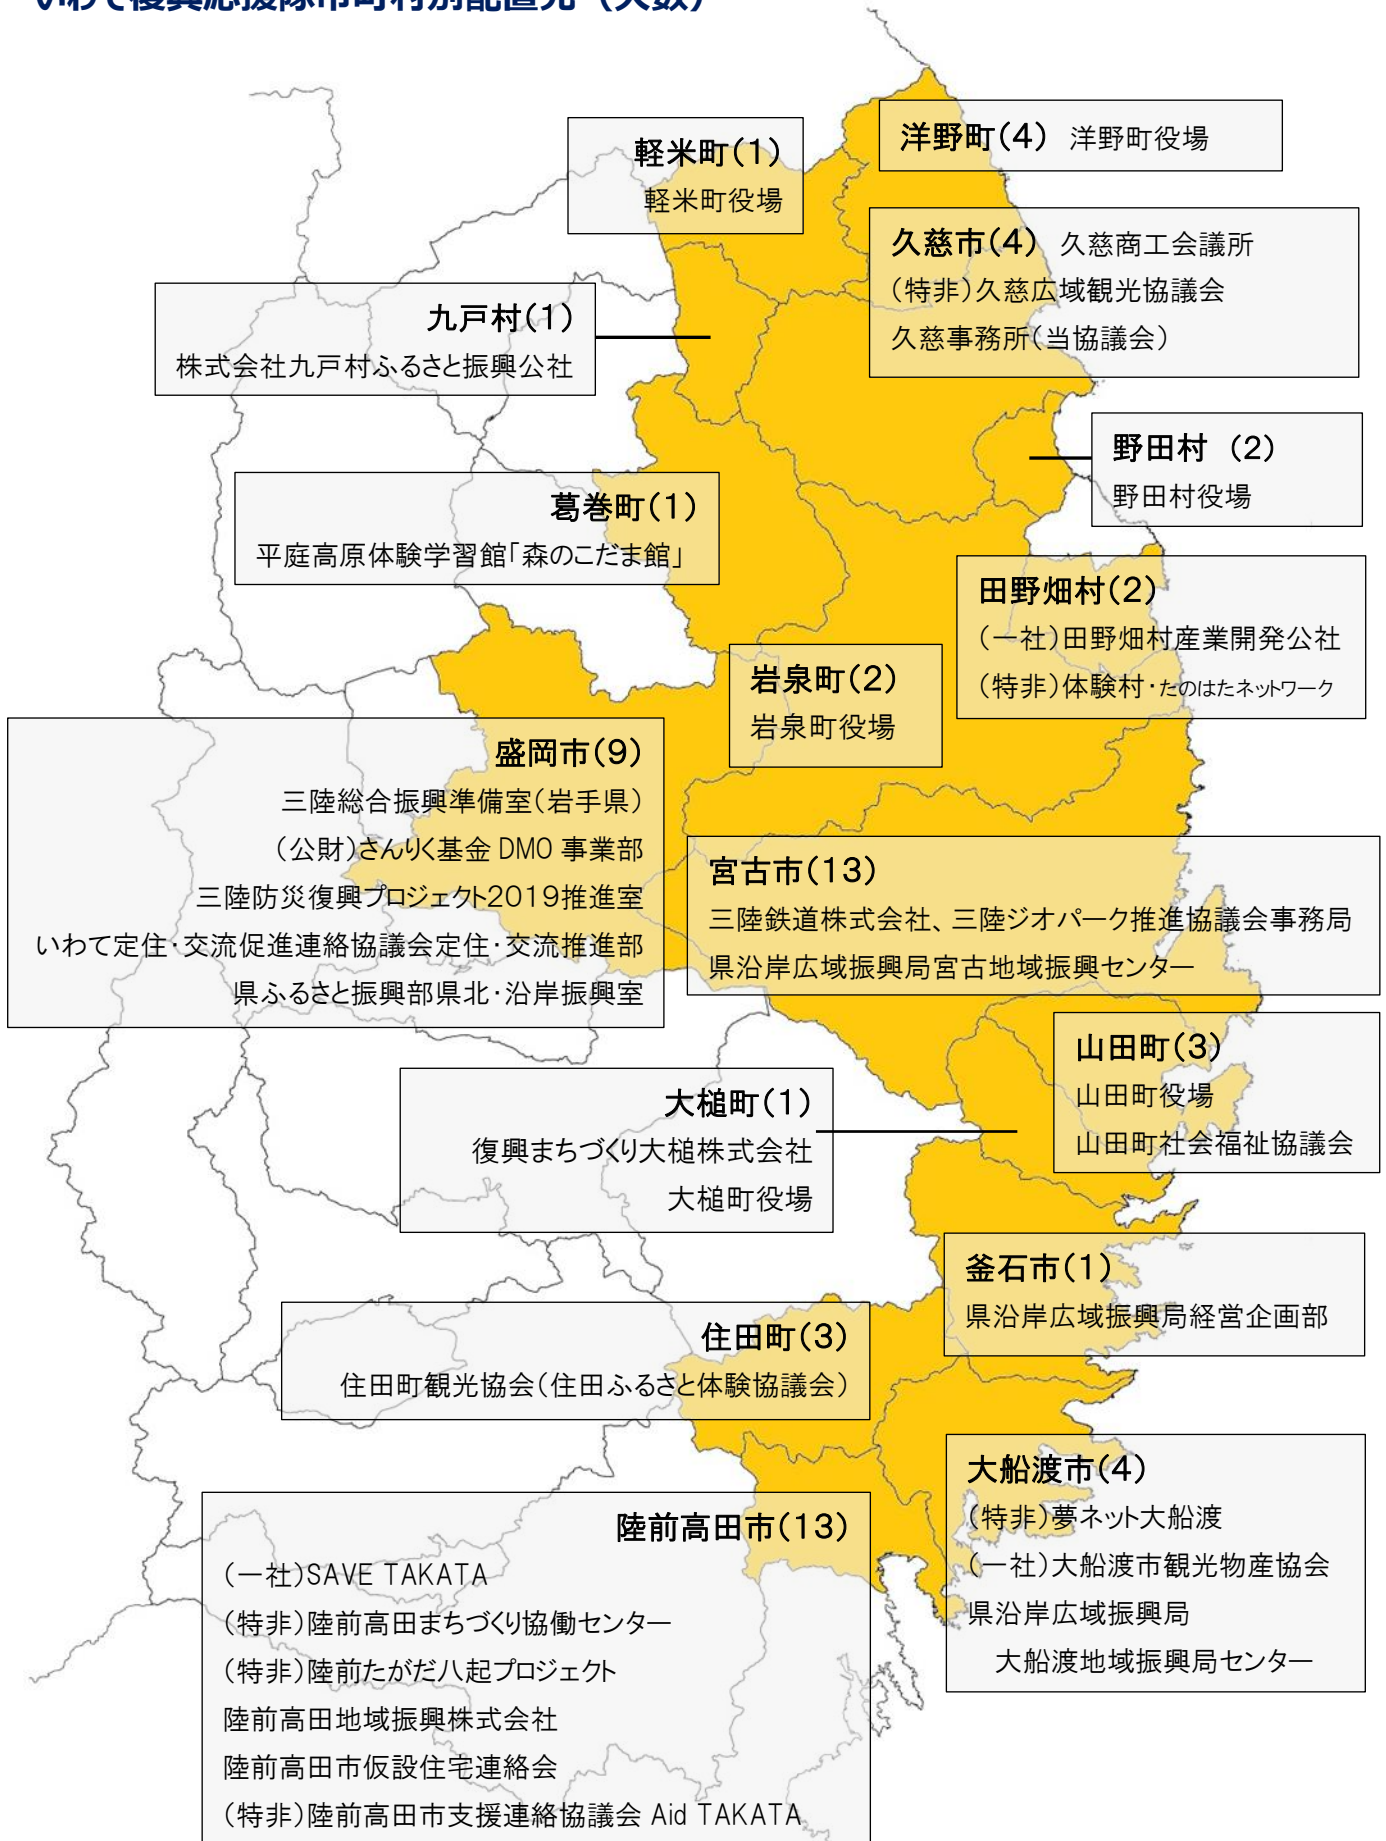 いわて復興応援隊市町村別配置先（人数）
軽米町（1）
軽米町役場
洋野町（4） 洋野町役場
久慈市（4） 久慈商工会議所
（特非）久慈広域観光協議会
久慈事務所（当協議会）
九戸村（1）
株式会社九戸村ふるさと振興公社
野田村 （2）
野田村役場
葛巻町（1）
平庭高原体験学習館「森のこだま館」
田野畑村（2）
（一社）田野畑村産業開発公社
（特非）体験村・たのはたネットワーク
岩泉町（2）
岩泉町役場
盛岡市（9）
三陸総合振興準備室（岩手県）
（公財）さんりく基金 DMO 事業部
三陸防災復興プロジェクト2019推進室
いわて定住・交流促進連絡協議会定住・交流推進部
県ふるさと振興部県北・沿岸振興室
宮古市（13）
三陸鉄道株式会社、三陸ジオパーク推進協議会事務局
県沿岸広域振興局宮古地域振興センター
山田町（3）
山田町役場
山田町社会福祉協議会
大槌町（1）
復興まちづくり大槌株式会社
大槌町役場
釜石市（1）
県沿岸広域振興局経営企画部
住田町（3）
住田町観光協会（住田ふるさと体験協議会）
大船渡市（4）
（特非）夢ネット大船渡
（一社）大船渡市観光物産協会
県沿岸広域振興局
大船渡地域振興局センター
陸前高田市（13）
（一社）SAVE TAKATA
（特非）陸前高田まちづくり協働センター
（特非）陸前たがだ八起プロジェクト
陸前高田地域振興株式会社
陸前高田市仮設住宅連絡会
（特非）陸前高田市支援連絡協議会 Aid TAKATA